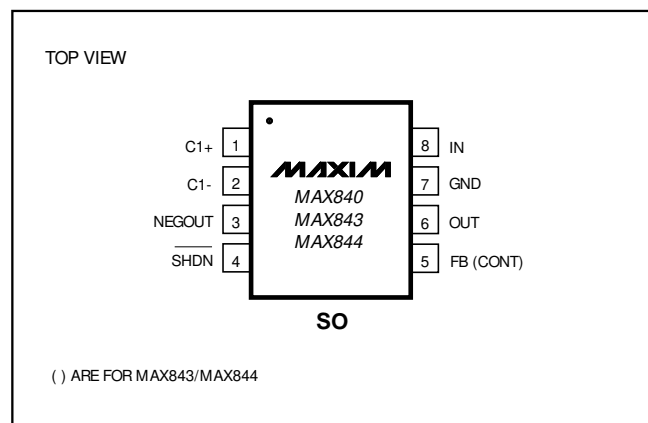 TOP VIEW
C1+ 1
C1- 2
NEGOUT 3
SHDN 4
MAXIM
MAX840
MAX843
MAX844
8 IN
7 GND
6 OUT
5 FB (CONT)
SO
( ) ARE FOR MAX843/MAX844